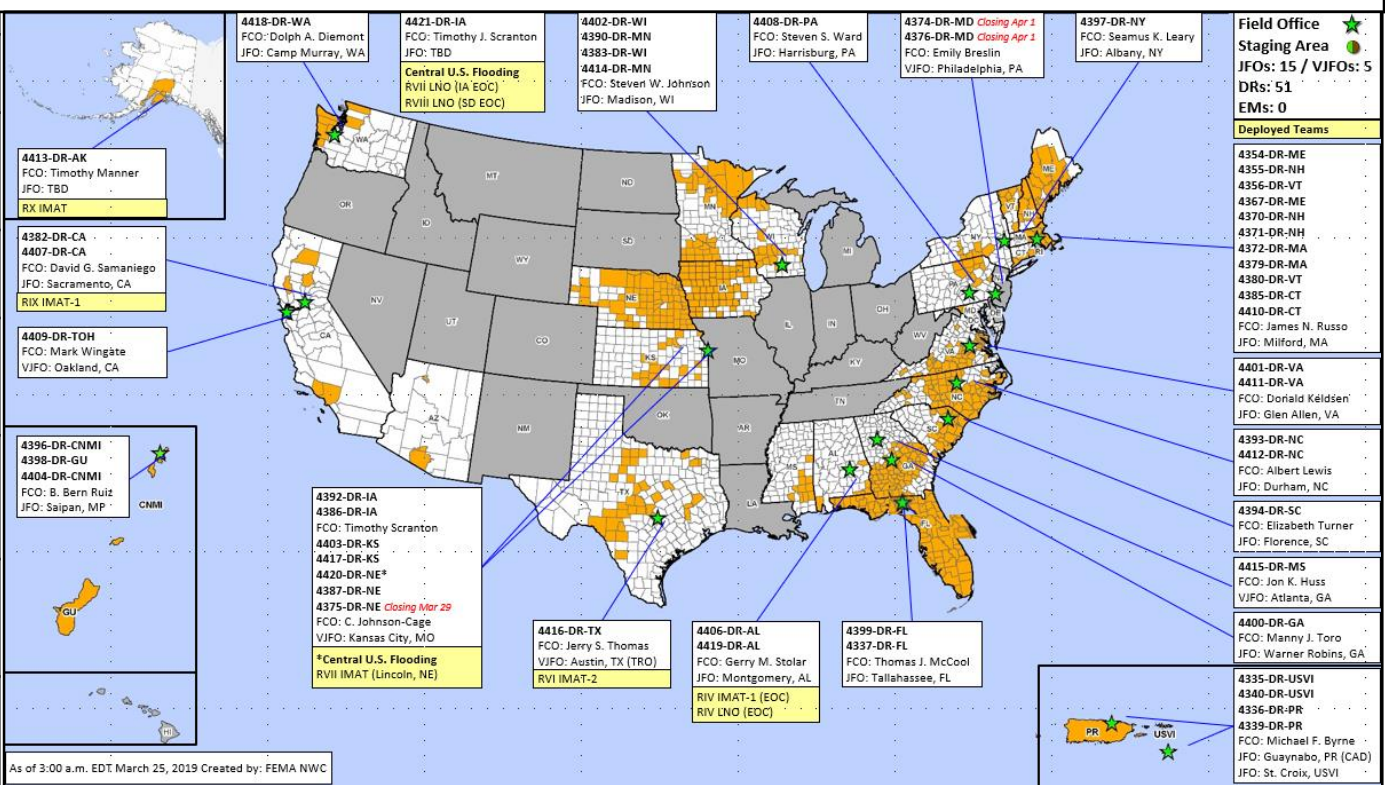 4418-DR-WA
FCO: Dolph A. Diemont
JFO: Camp Murray, WA
4421-DR-IA
FCO: Timothy J. Scranton
JFO: TBD
Central U.S. Flooding
RVII LNO (IA EOC)
RVIII LNO (SD EOC)
4402-DR-WI
4390-DR-MN
4383-DR-WI
4414-DR-MN
FCO: Steven W. Johnson
JFO: Madison, WI
4408-DR-PA
FCO: Steven S. Ward
JFO: Harrisburg, PA
4374-DR-MD Closing Apr 1
4376-DR-MD Closing Apr 1
FCO: Emily Breslin
VJFO: Philadelphia, PA
4397-DR-NY
FCO: Seamus K. Leary
JFO: Albany, NY
Field Office
Staging Area
JFOs: 15 / VJFOs: 5
DRs: 51
EMs: 0
Deployed Teams
4413-DR-AK
FCO: Timothy Manner
JFO: TBD
RX IMAT
4382-DR-CA
4407-DR-CA
FCO: David G. Samaniego
JFO: Sacramento, CA
RIX IMAT-1
4409-DR-TOH
FCO: Mark Wingate
VJFO: Oakland, CA
4396-DR-CNMI
4398-DR-GU
4404-DR-CNMI
FCO: B. Bern Ruiz
JFO: Saipan, MP
CNMI
GU
HI
WA
OR
CA
NV
ID
MT
WY
UT
AZ
CO
NM
ND
SD
NE
KS
OK
TX
MN
IA
MO
AR
LA
WI
IL
MI
IN
OH
KY
TN
MS
AL
GA
FL
SC
NC
VA
WV
MD
DE
PA
NJ
NY
CT
RI
MA
VT
NH
ME
4354-DR-ME
4355-DR-NH
4356-DR-VT
4367-DR-ME
4370-DR-NH
4371-DR-NH
4372-DR-MA
4379-DR-MA
4380-DR-VT
4385-DR-CT
4410-DR-CT
FCO: James N. Russo
JFO: Milford, MA
4401-DR-VA
4411-DR-VA
FCO: Donald Keldsen
JFO: Glen Allen, VA
4393-DR-NC
4412-DR-NC
FCO: Albert Lewis
JFO: Durham, NC
4394-DR-SC
FCO: Elizabeth Turner
JFO: Florence, SC
4415-DR-MS
FCO: Jon K. Huss
VJFO: Atlanta, GA
4400-DR-GA
FCO: Manny J. Toro
JFO: Warner Robins, GA
4392-DR-IA
4386-DR-IA
FCO: Timothy Scranton
4403-DR-KS
4417-DR-KS
4420-DR-NE*
4387-DR-NE
4375-DR-NE Closing Mar 29
FCO: C. Johnson-Cage
VJFO: Kansas City, MO
*Central U.S. Flooding
RVII IMAT (Lincoln, NE)
4416-DR-TX
FCO: Jerry S. Thomas
VJFO: Austin, TX (TRO)
RVI IMAT-2
4406-DR-AL
4419-DR-AL
FCO: Gerry M. Stolar
JFO: Montgomery, AL
RIV IMAT-1 (EOC)
RIV LNO (EOC)
4399-DR-FL
4337-DR-FL
FCO: Thomas J. McCool
JFO: Tallahassee, FL
PR
USVI
4335-DR-USVI
4340-DR-USVI
4336-DR-PR
4339-DR-PR
FCO: Michael F. Byrne
JFO: Guaynabo, PR (CAD)
JFO: St. Croix, USVI
As of 3:00 a.m. EDT March 25, 2019 Created by: FEMA NWC